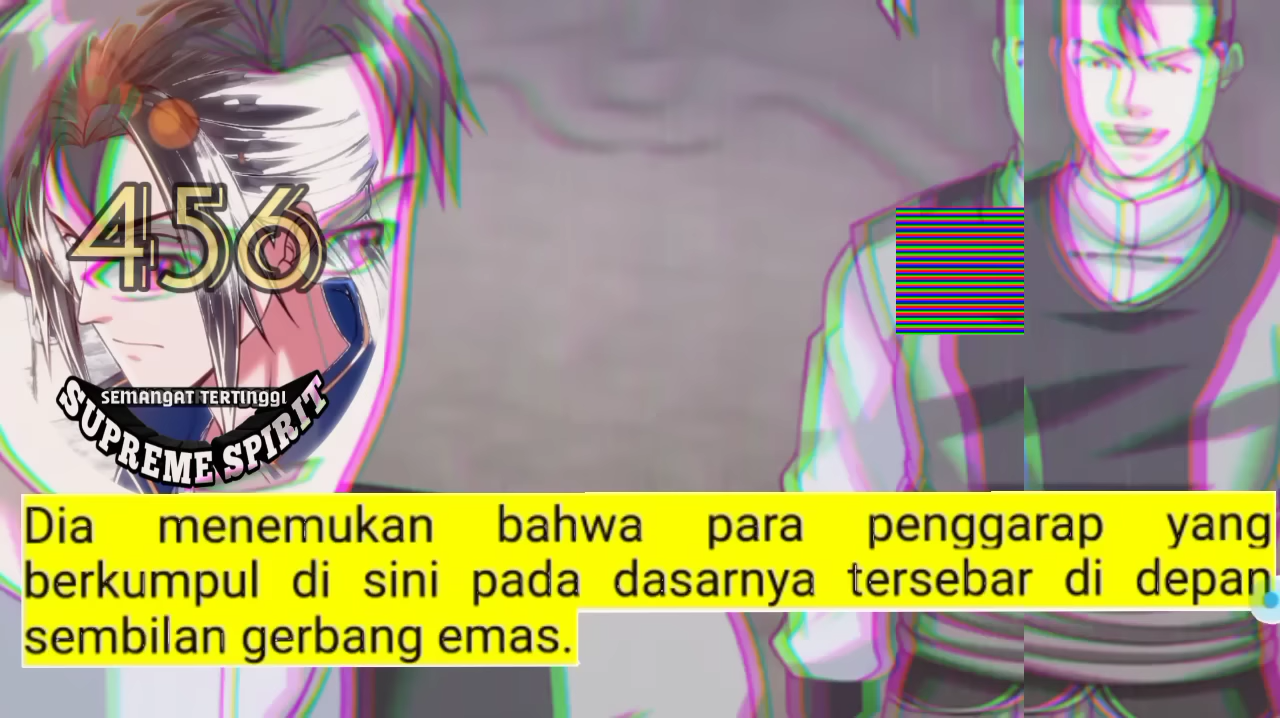 456
SEMANGAT TERTINGGI
SUPREME SPIRIT
Dia menemukan bahwa para penggarap yang
berkumpul di sini pada dasarnya tersebar di depan
sembilan gerbang emas.